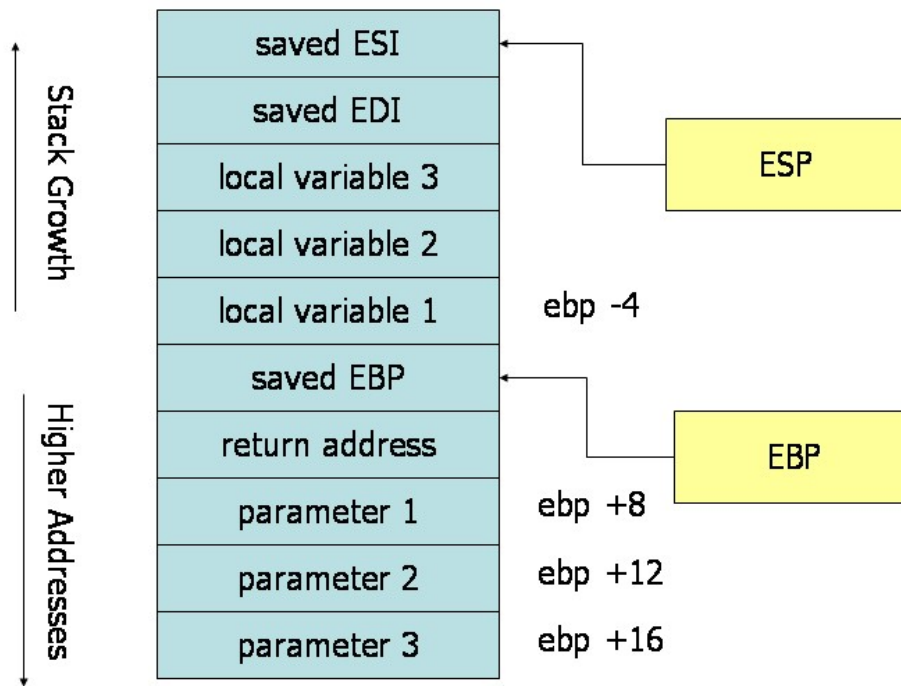 saved ESI
saved EDI
local variable 3
local variable 2
local variable 1
saved EBP
return address
parameter 1
parameter 2
parameter 3
Stack Growth
Higher Addresses
ebp -4
ebp +8
ebp +12
ebp +16
ESP
EBP